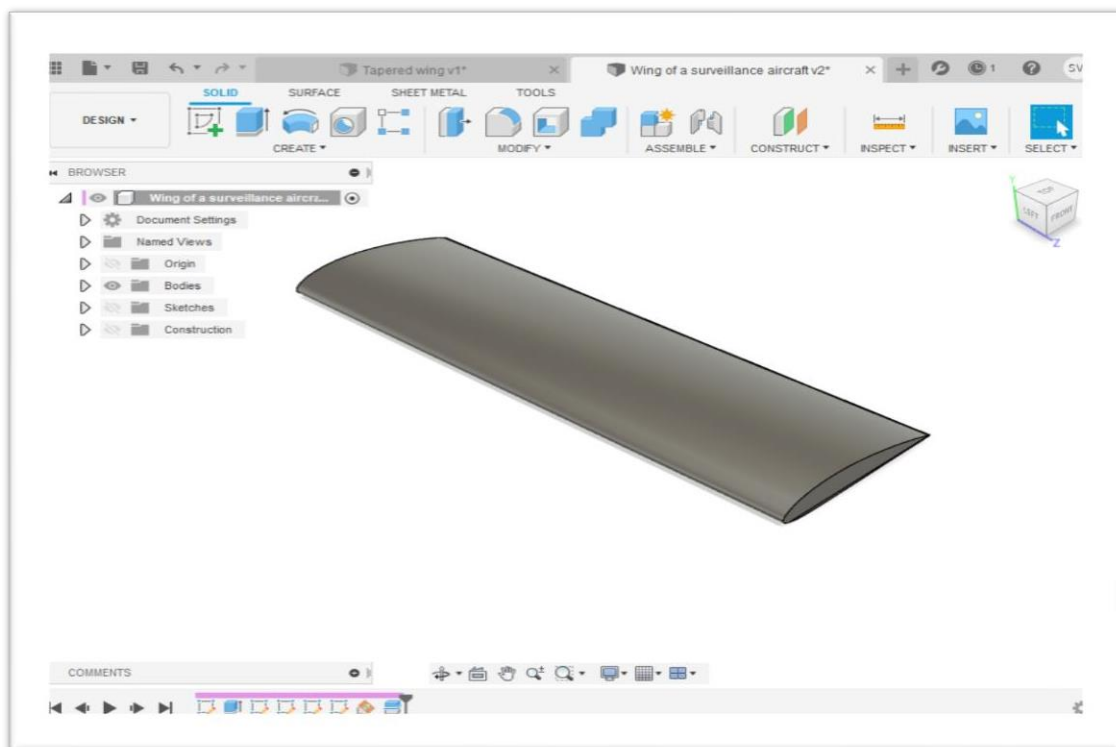 Tapered wing v1*
Wing of a surveillance aircraft v2*
1
SV
DESIGN
SOLID
SURFACE
SHEET METAL
TOOLS
CREATE
MODIFY
ASSEMBLE
CONSTRUCT
INSPECT
INSERT
SELECT
BROWSER
Wing of a surveillance aircra...
Document Settings
Named Views
Origin
Bodies
Sketches
Construction
Y
TOP
LEFT
FRONT
Z
COMMENTS